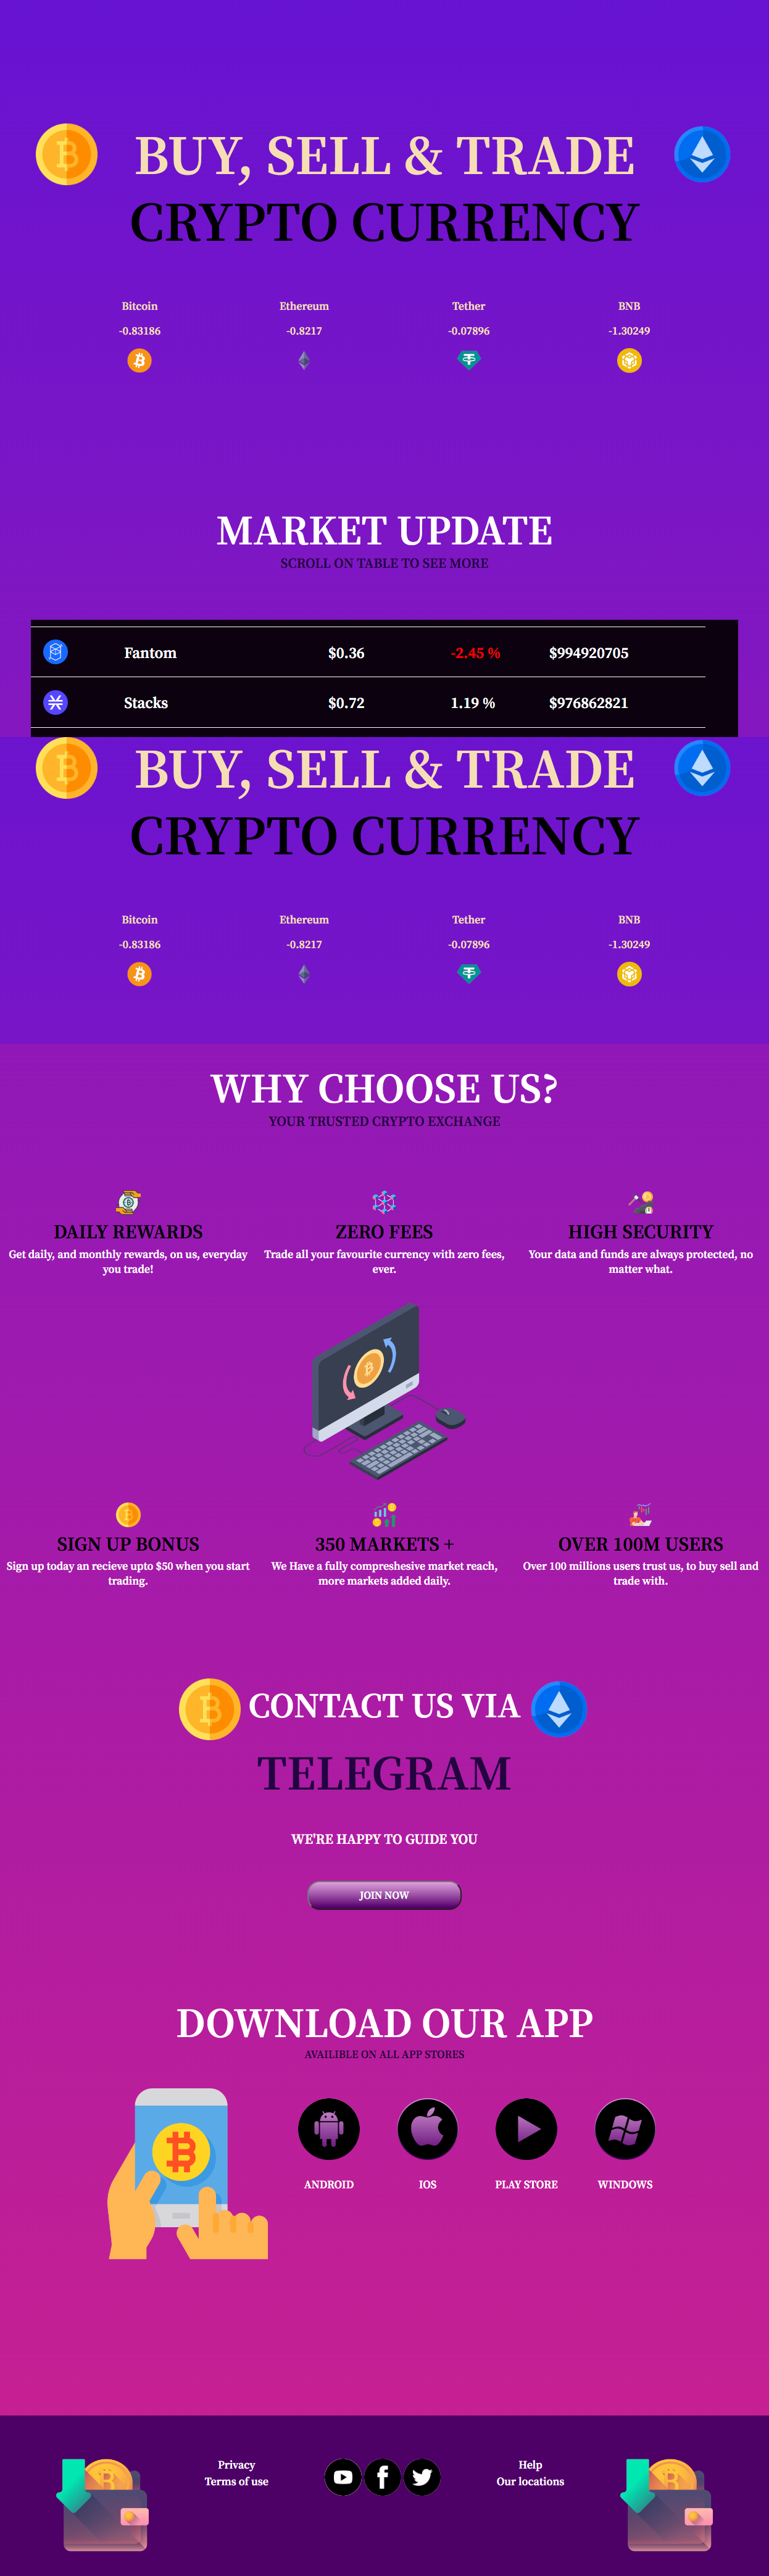 BUY, SELL & TRADE
CRYPTO CURRENCY
Bitcoin Ethereum Tether BNB
-0.83186 -0.8217 -0.07896 -1.30249
MARKET UPDATE
SCROLL ON TABLE TO SEE MORE
Fantom $0.36 -2.45 % $994920705
Stacks $0.72 1.19 % $976862821
BUY, SELL & TRADE
CRYPTO CURRENCY
Bitcoin Ethereum Tether BNB
-0.83186 -0.8217 -0.07896 -1.30249
WHY CHOOSE US?
YOUR TRUSTED CRYPTO EXCHANGE
DAILY REWARDS
Get daily, and monthly rewards, on us, everyday
you trade!
ZERO FEES
Trade all your favourite currency with zero fees,
ever.
HIGH SECURITY
Your data and funds are always protected, no
matter what.
SIGN UP BONUS
Sign up today an recieve upto $50 when you start
trading.
350 MARKETS +
We Have a fully compreshesive market reach,
more markets added daily.
OVER 100M USERS
Over 100 millions users trust us, to buy sell and
trade with.
CONTACT US VIA
TELEGRAM
WE'RE HAPPY TO GUIDE YOU
JOIN NOW
DOWNLOAD OUR APP
AVAILIBLE ON ALL APP STORES
ANDROID IOS PLAY STORE WINDOWS
Privacy
Terms of use
Help
Our locations